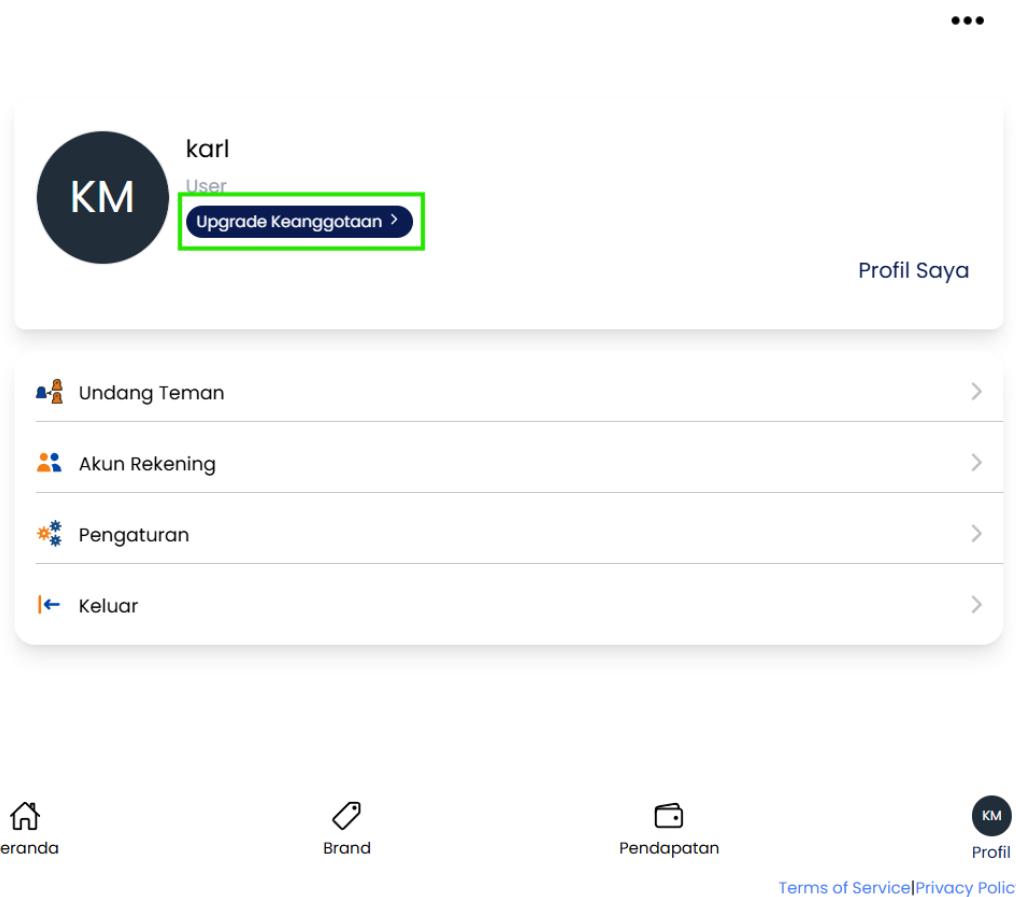 karl
KM
User
Upgrade Keanggotaan
Profil Saya
Undang Teman
Akun Rekening
Pengaturan
Keluar
KM
eranda
Brand
Pendapatan
Profil
Terms of Service|Privacy Polic